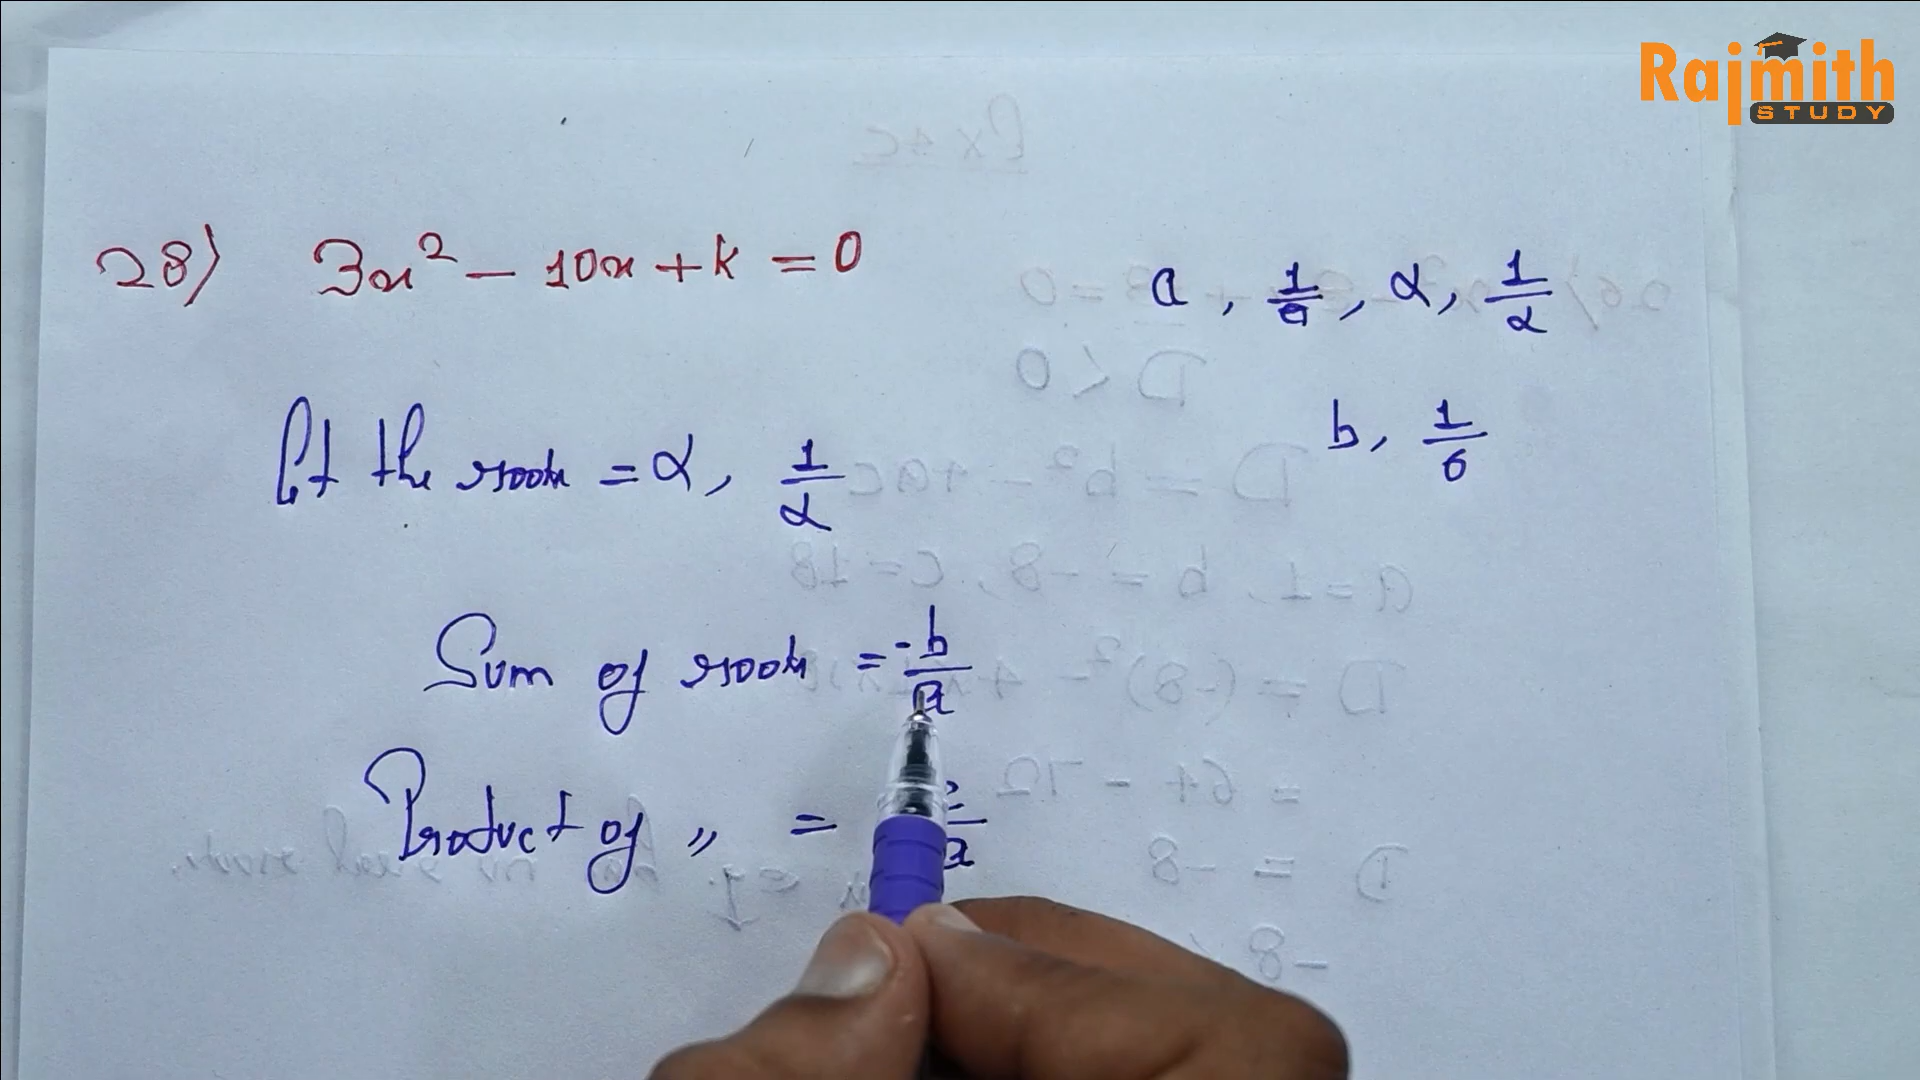 Rajmith
STUDY
28) 3x² - 10x + k = 0
a, 1/a, α, 1/α
b, 1/b
Let the roots = α, 1/α
Sum of roots = -b/a
Product of ,, = c/a